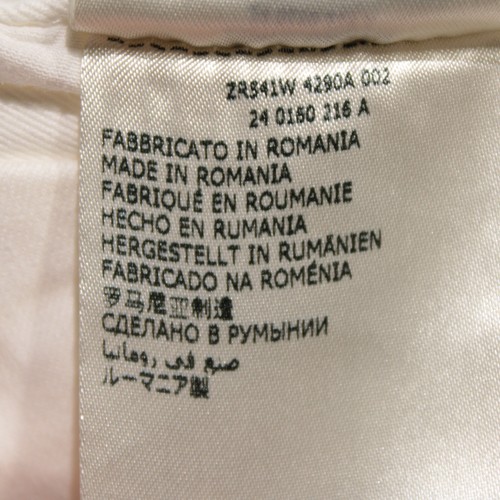 ZR541W 4290A 002
24 0160 216 A
FABBRICATO IN ROMANIA
MADE IN ROMANIA
FABRIQUÉ EN ROUMANIE
HECHO EN RUMANIA
HERGESTELLT IN RUMÄNIEN
FABRICADO NA ROMÉNIA
罗马尼亚制造
СДЕЛАНО В РУМЫНИИ
صنع في رومانيا
ルーマニア製